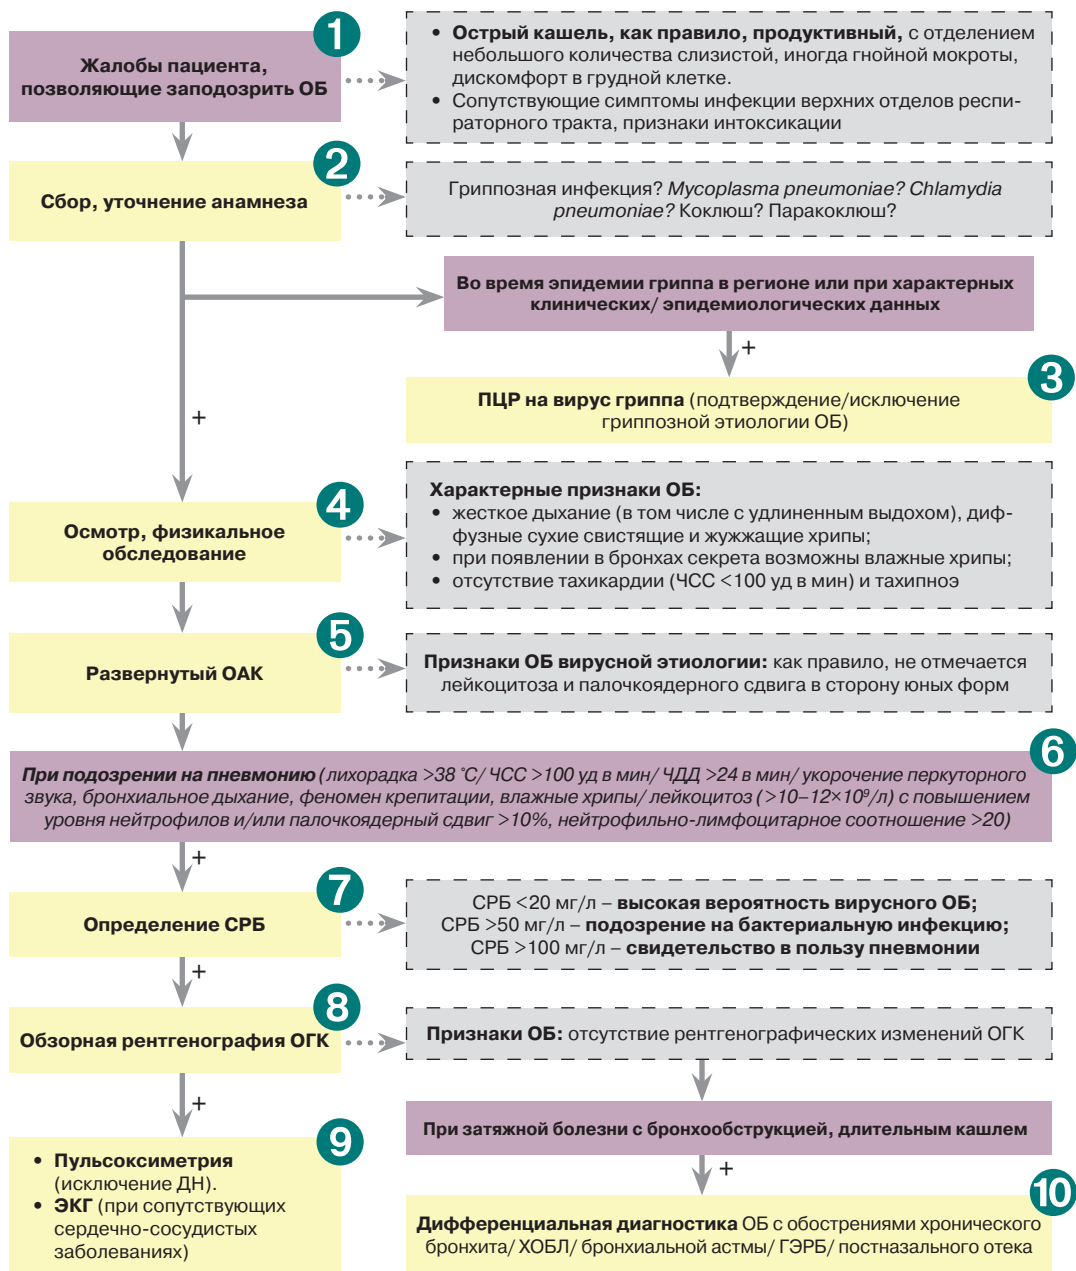 1
Жалобы пациента,
позволяющие заподозрить ОБ
• Острый кашель, как правило, продуктивный, с отделением
небольшого количества слизистой, иногда гнойной мокроты,
дискомфорт в грудной клетке.
• Сопутствующие симптомы инфекции верхних отделов респи-
раторного тракта, признаки интоксикации
2
Сбор, уточнение анамнеза
Гриппозная инфекция? Mycoplasma pneumoniae? Chlamydia
pneumoniae? Коклюш? Паракоклюш?
Во время эпидемии гриппа в регионе или при характерных
клинических/ эпидемиологических данных
+
3
ПЦР на вирус гриппа (подтверждение/исключение
гриппозной этиологии ОБ)
+
4
Осмотр, физикальное
обследование
Характерные признаки ОБ:
• жесткое дыхание (в том числе с удлиненным выдохом), диф-
фузные сухие свистящие и жужжащие хрипы;
• при появлении в бронхах секрета возможны влажные хрипы;
• отсутствие тахикардии (ЧСС <100 уд в мин) и тахипноэ
5
Развернутый ОАК
Признаки ОБ вирусной этиологии: как правило, не отмечается
лейкоцитоза и палочкоядерного сдвига в сторону юных форм
6
При подозрении на пневмонию (лихорадка >38 °С/ ЧСС >100 уд в мин/ ЧДД >24 в мин/ укорочение перкуторного
звука, бронхиальное дыхание, феномен крепитации, влажные хрипы/ лейкоцитоз (>10–12×10⁹/л) с повышением
уровня нейтрофилов и/или палочкоядерный сдвиг >10%, нейтрофильно-лимфоцитарное соотношение >20)
+
7
Определение СРБ
СРБ <20 мг/л – высокая вероятность вирусного ОБ;
СРБ >50 мг/л – подозрение на бактериальную инфекцию;
СРБ >100 мг/л – свидетельство в пользу пневмонии
+
8
Обзорная рентгенография ОГК
Признаки ОБ: отсутствие рентгенографических изменений ОГК
+
При затяжной болезни с бронхообструкцией, длительным кашлем
9
• Пульсоксиметрия
(исключение ДН).
• ЭКГ (при сопутствующих
сердечно-сосудистых
заболеваниях)
+
10
Дифференциальная диагностика ОБ с обострениями хронического
бронхита/ ХОБЛ/ бронхиальной астмы/ ГЭРБ/ постназального отека